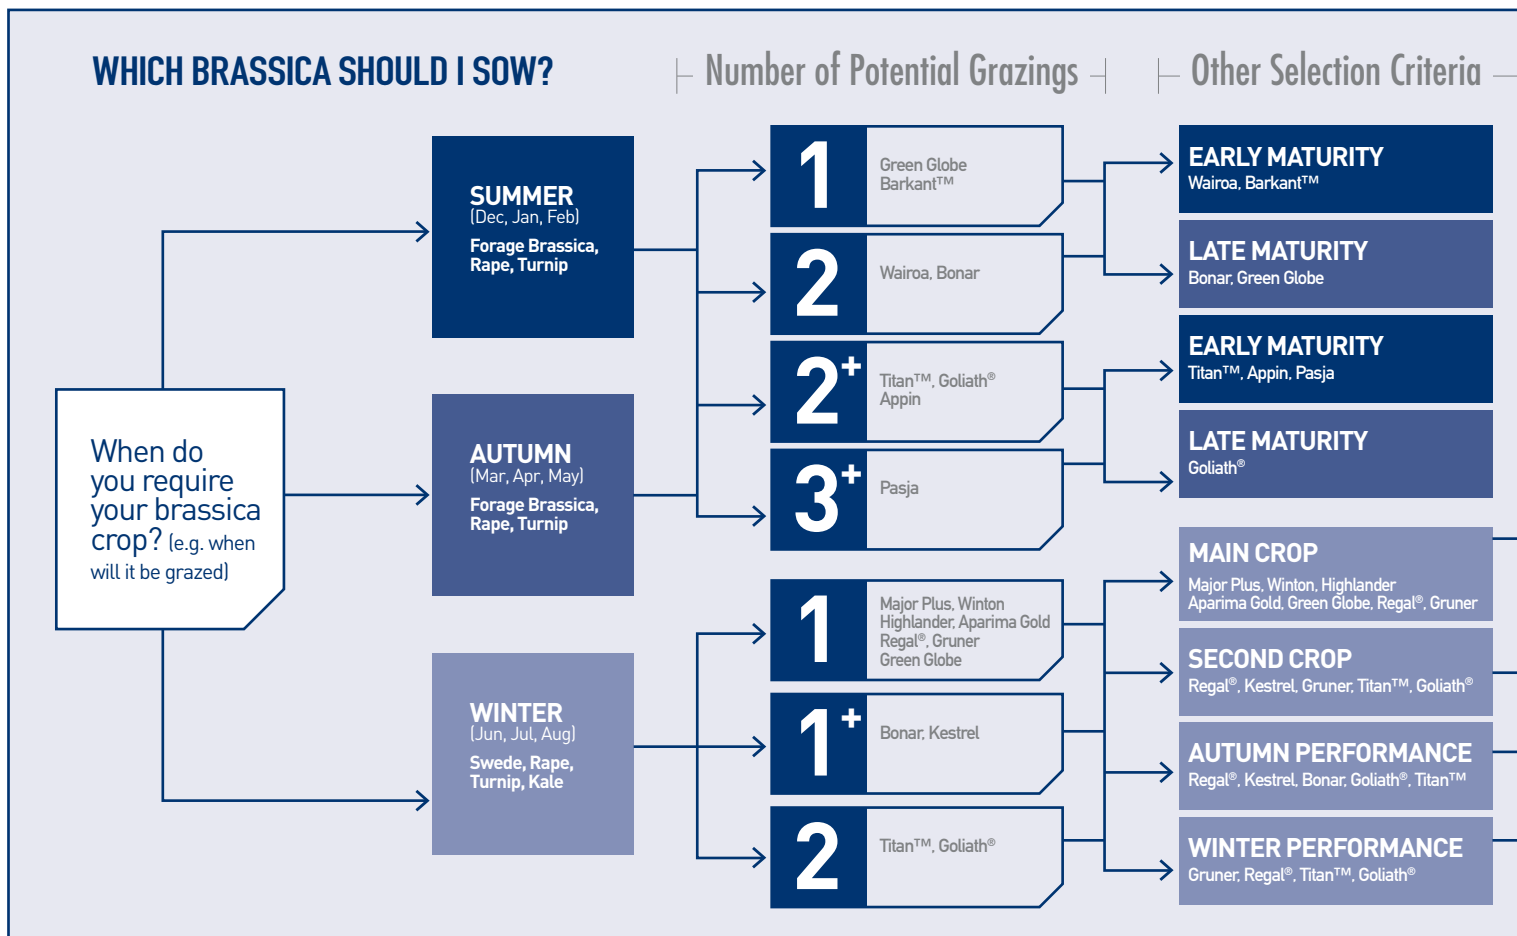 WHICH BRASSICA SHOULD I SOW?
Number of Potential Grazings
Other Selection Criteria
When do
you require
your brassica
crop? (e.g. when
will it be grazed)
SUMMER
(Dec, Jan, Feb)
Forage Brassica,
Rape, Turnip
AUTUMN
(Mar, Apr, May)
Forage Brassica,
Rape, Turnip
WINTER
(Jun, Jul, Aug)
Swede, Rape,
Turnip, Kale
1
Green Globe
Barkant™
2
Wairoa, Bonar
2+
Titan™, Goliath®
Appin
3+
Pasja
1
Major Plus, Winton
Highlander, Aparima Gold
Regal®, Gruner
Green Globe
1+
Bonar, Kestrel
2
Titan™, Goliath®
EARLY MATURITY
Wairoa, Barkant™
LATE MATURITY
Bonar, Green Globe
EARLY MATURITY
Titan™, Appin, Pasja
LATE MATURITY
Goliath®
MAIN CROP
Major Plus, Winton, Highlander
Aparima Gold, Green Globe, Regal®, Gruner
SECOND CROP
Regal®, Kestrel, Gruner, Titan™, Goliath®
AUTUMN PERFORMANCE
Regal®, Kestrel, Bonar, Goliath®, Titan™
WINTER PERFORMANCE
Gruner, Regal®, Titan™, Goliath®